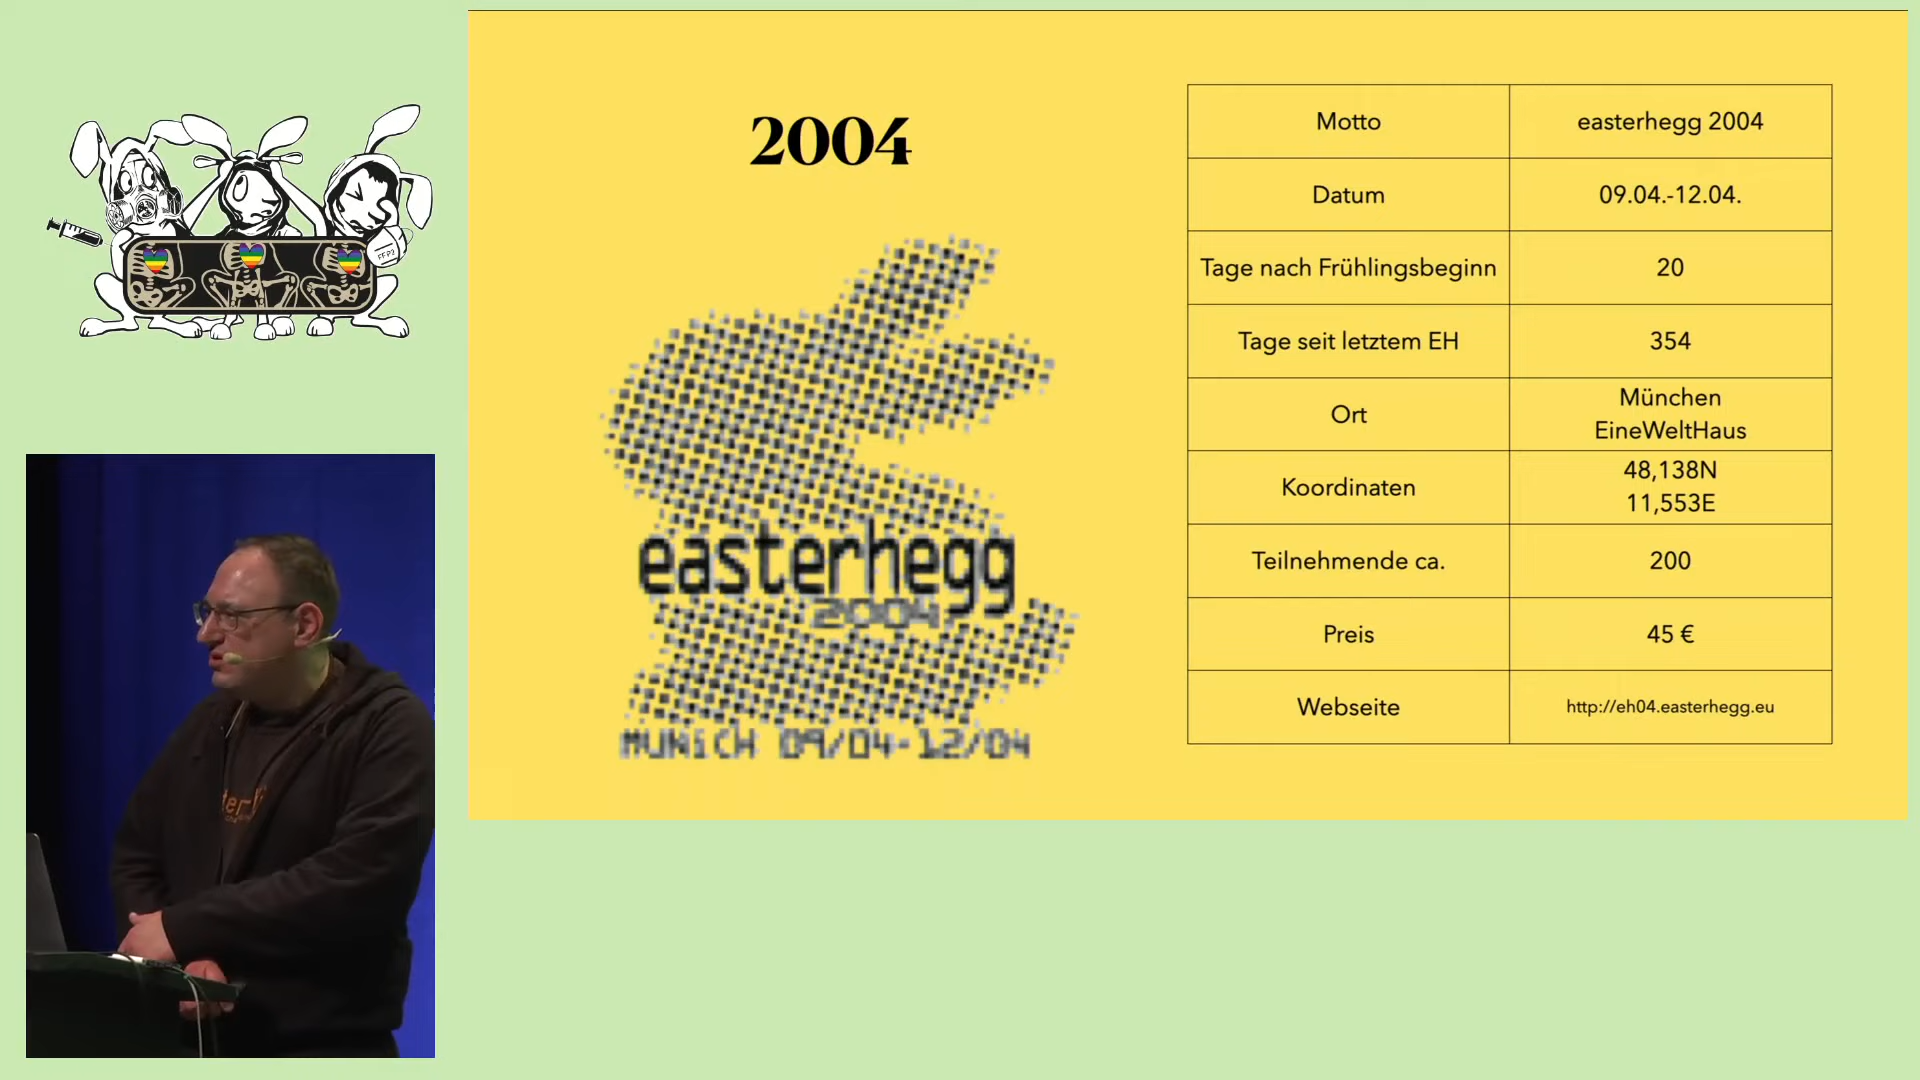 FFP2
2004
easterhegg
2004
MUNiCH 09/04-12/04
Motto
easterhegg 2004
Datum
09.04.-12.04.
Tage nach Frühlingsbeginn
20
Tage seit letztem EH
354
Ort
München
EineWeltHaus
Koordinaten
48,138N
11,553E
Teilnehmende ca.
200
Preis
45 €
Webseite
http://eh04.easterhegg.eu